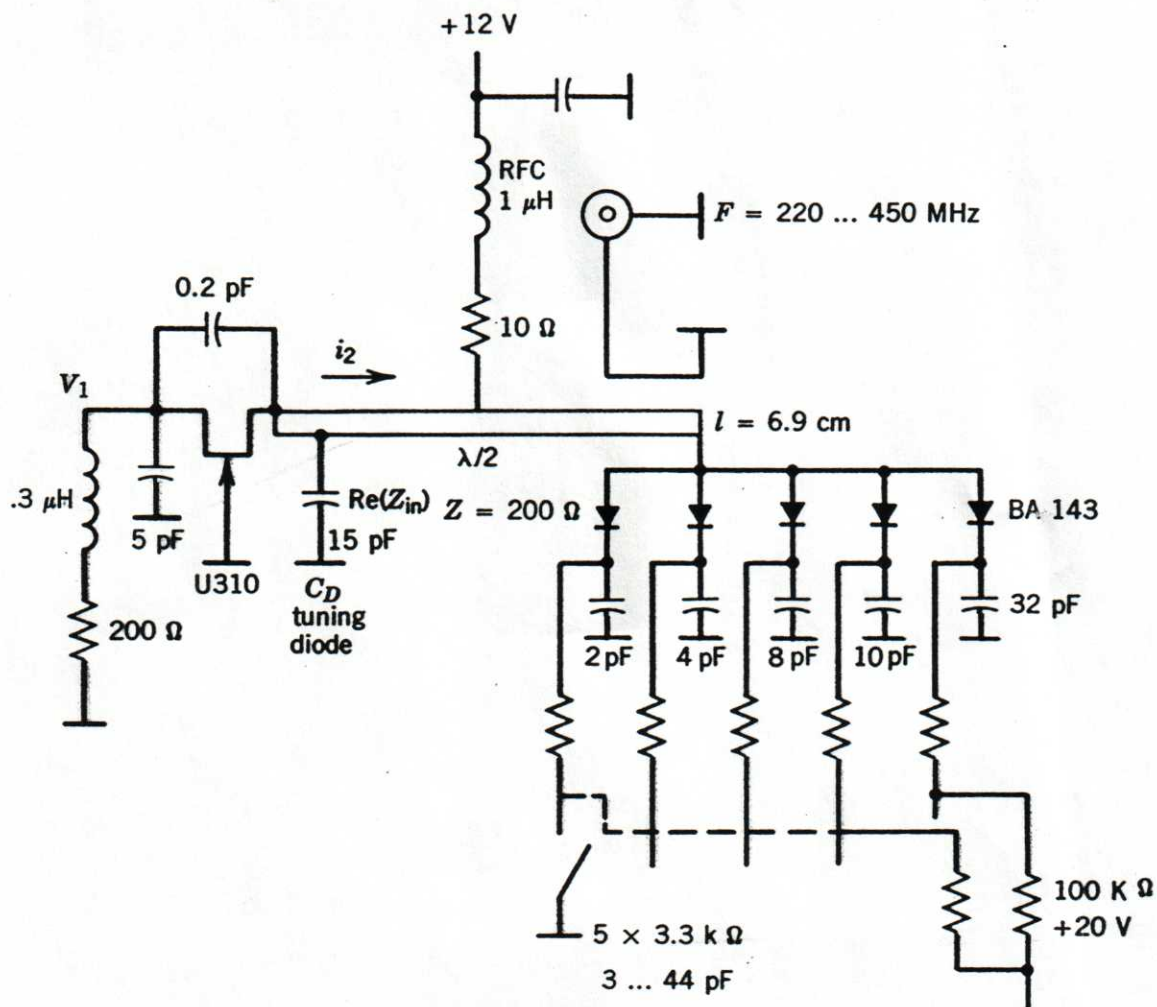 +12 V
RFC
1 μH
F = 220 ... 450 MHz
0.2 pF
10 Ω
i2
V1
l = 6.9 cm
λ/2
.3 μH
5 pF
Re(Zin)
15 pF
Z = 200 Ω
BA 143
U310
CD
tuning
diode
200 Ω
2 pF
4 pF
8 pF
10 pF
32 pF
100 K Ω
+20 V
5 × 3.3 k Ω
3 ... 44 pF